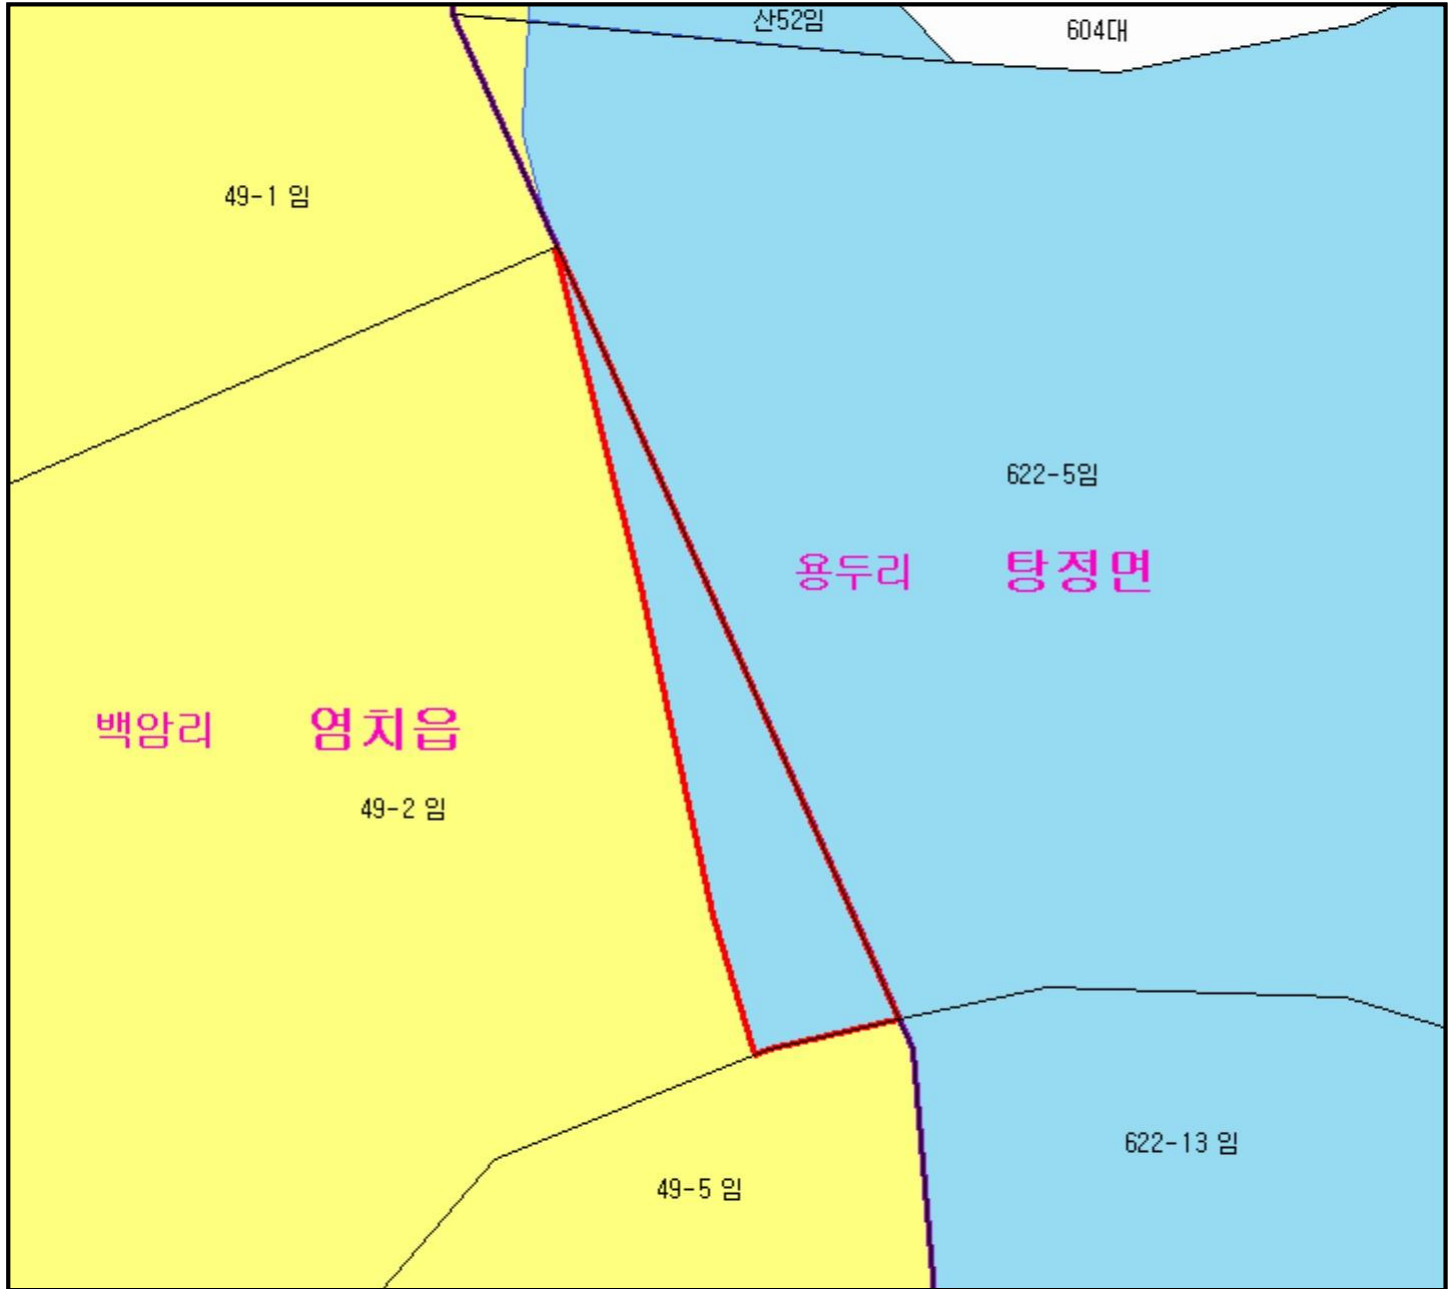 산52임
604대
49-1 임
622-5임
용두리 탕정면
백암리 염치읍
49-2 임
622-13 임
49-5 임